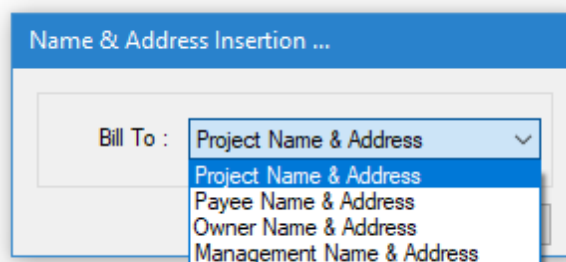 Name & Address Insertion ...
Bill To : Project Name & Address
Project Name & Address
Payee Name & Address
Owner Name & Address
Management Name & Address